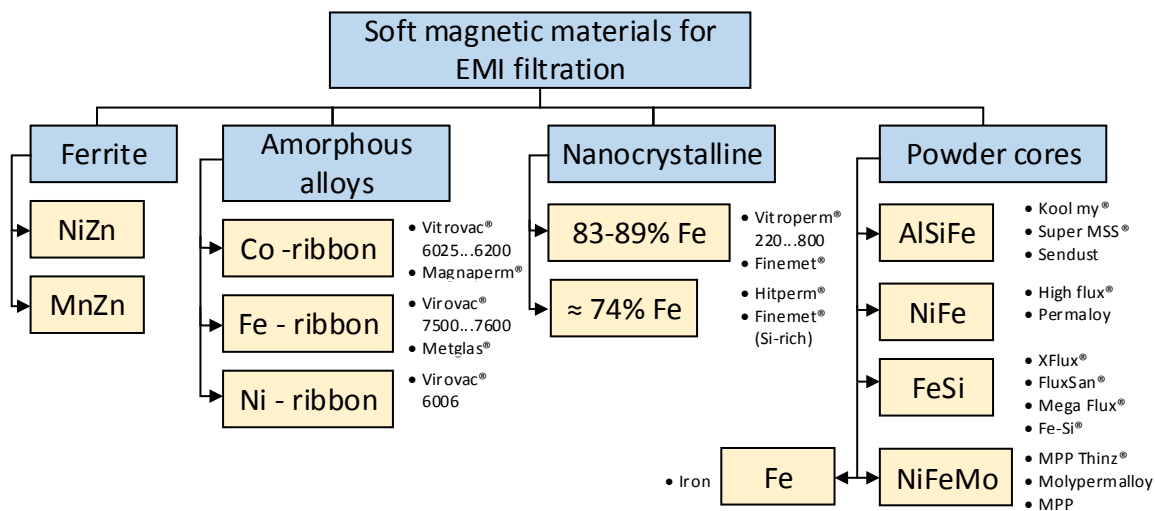 Soft magnetic materials for
EMI filtration
Ferrite
NiZn
MnZn
Amorphous
alloys
Co -ribbon
• Vitrovac®
6025...6200
• Magnaperm®
Fe - ribbon
• Virovac®
7500...7600
• Metglas®
Ni - ribbon
• Virovac®
6006
Nanocrystalline
83-89% Fe
• Vitroperm®
220...800
• Finemet®
≈ 74% Fe
• Hitperm®
• Finemet®
(Si-rich)
Powder cores
AlSiFe
• Kool my®
• Super MSS®
• Sendust
NiFe
• High flux®
• Permaloy
FeSi
• XFlux®
• FluxSan®
• Mega Flux®
• Fe-Si®
• Iron
Fe
NiFeMo
• MPP Thinz®
• Molypermalloy
• MPP